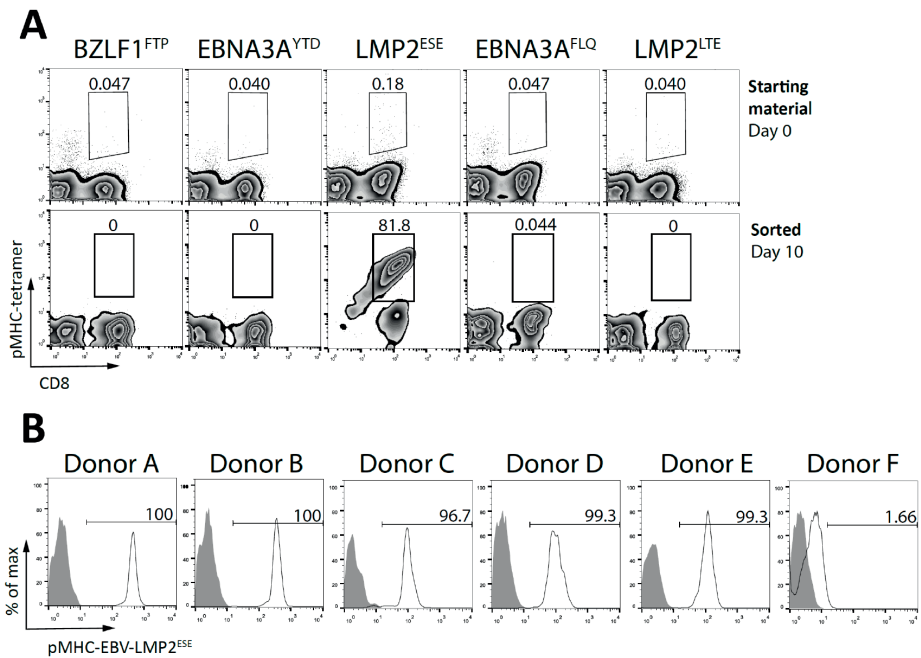 A
BZLF1FTP EBNA3AYTD LMP2ESE EBNA3AFLQ LMP2LTE
0.047 0.040 0.18 0.047 0.040
Starting
material
Day 0
0 0 81.8 0.044 0
Sorted
Day 10
pMHC-tetramer
CD8
B
Donor A Donor B Donor C Donor D Donor E Donor F
100 100 96.7 99.3 99.3 1.66
% of max
pMHC-EBV-LMP2ESE